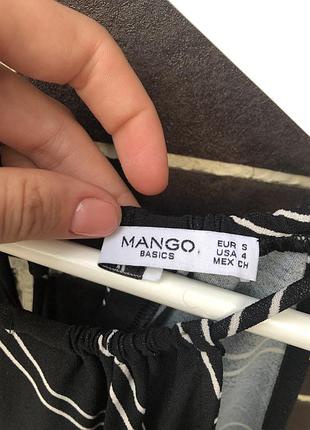 MANGO
BASICS
EUR S
USA 4
MEX CH